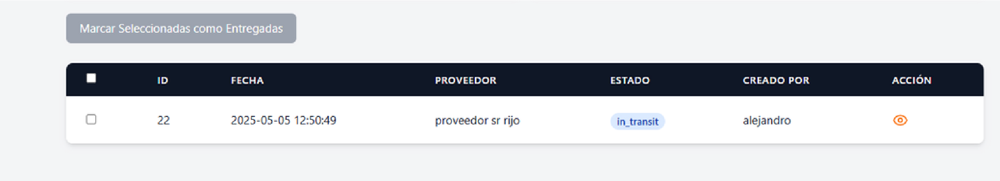 Marcar Seleccionadas como Entregadas
ID FECHA PROVEEDOR ESTADO CREADO POR ACCIÓN
22 2025-05-05 12:50:49 proveedor sr rijo in_transit alejandro